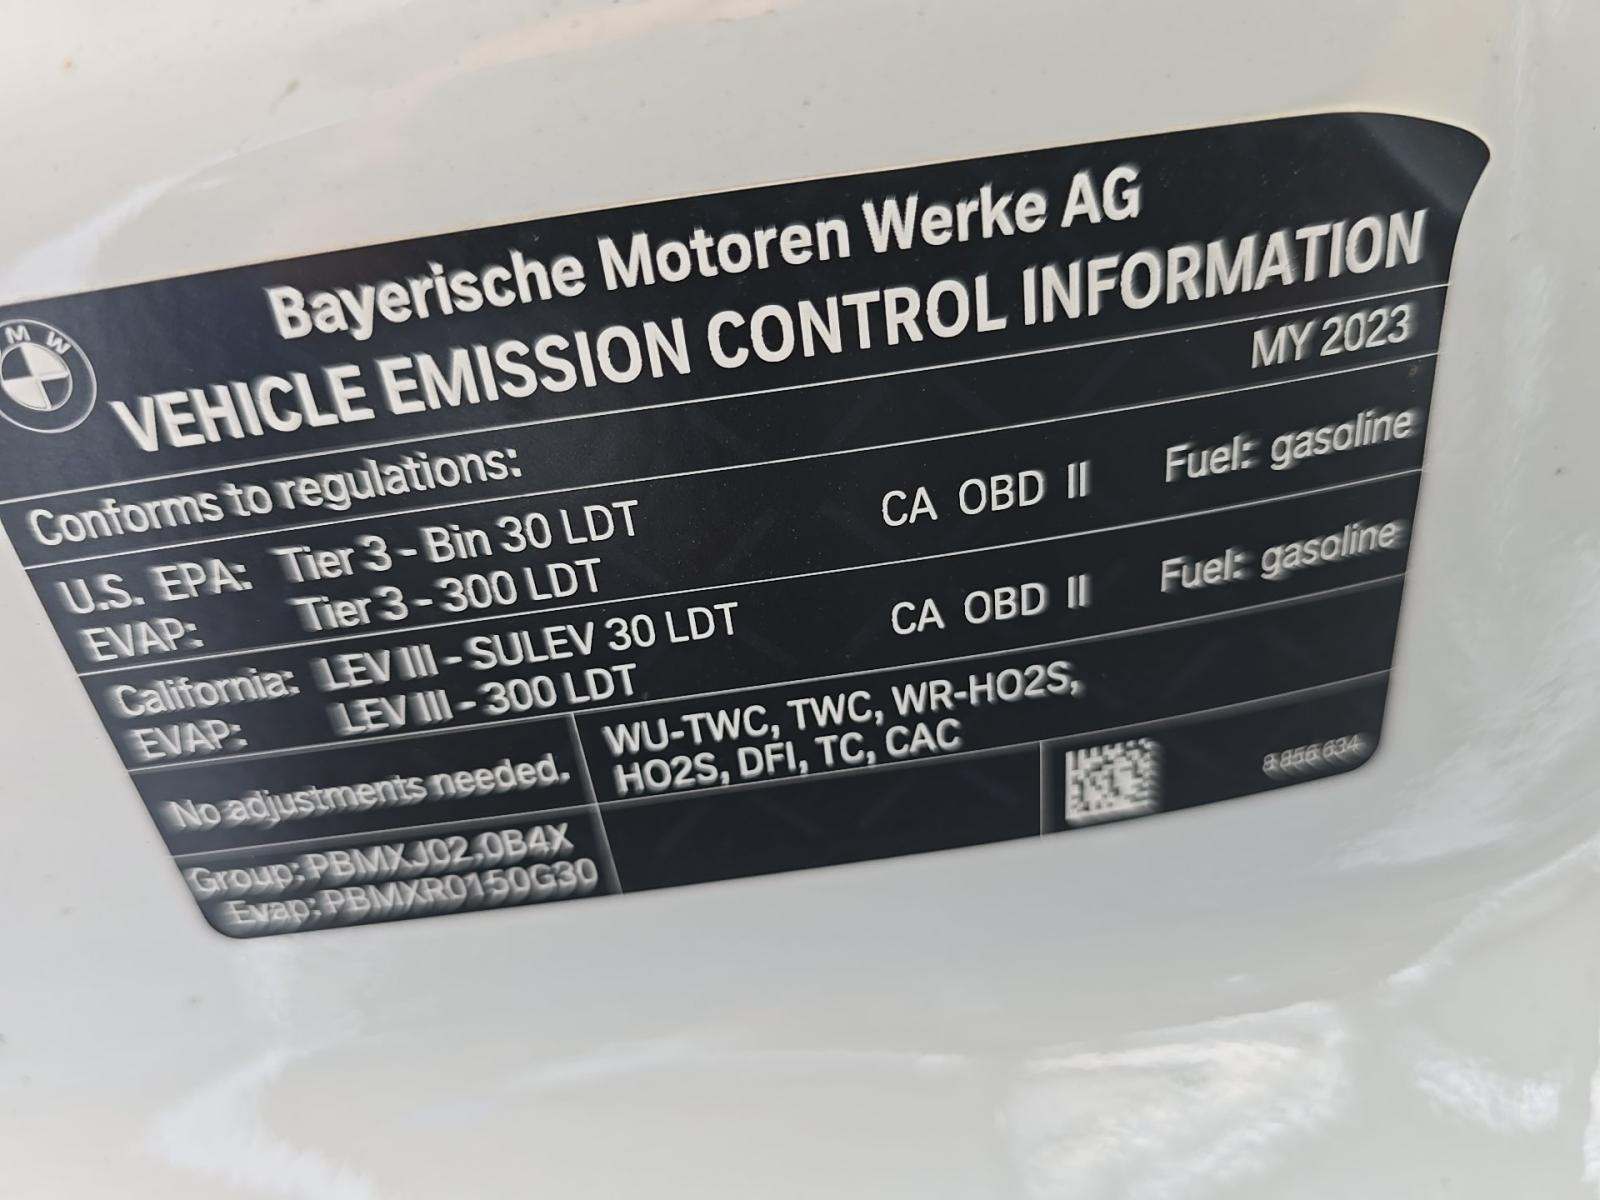 BMW
Bayerische Motoren Werke AG
VEHICLE EMISSION CONTROL INFORMATION
MY 2023
Conforms to regulations:
U.S. EPA: Tier 3 - Bin 30 LDT CA OBD II Fuel: gasoline
EVAP: Tier 3 - 300 LDT
California: LEV III - SULEV 30 LDT CA OBD II Fuel: gasoline
EVAP: LEV III - 300 LDT
No adjustments needed.
WU-TWC, TWC, WR-HO2S,
HO2S, DFI, TC, CAC
Group: PBMXJ02.0B4X
Evap: PBMXR0150G30
8 856 634